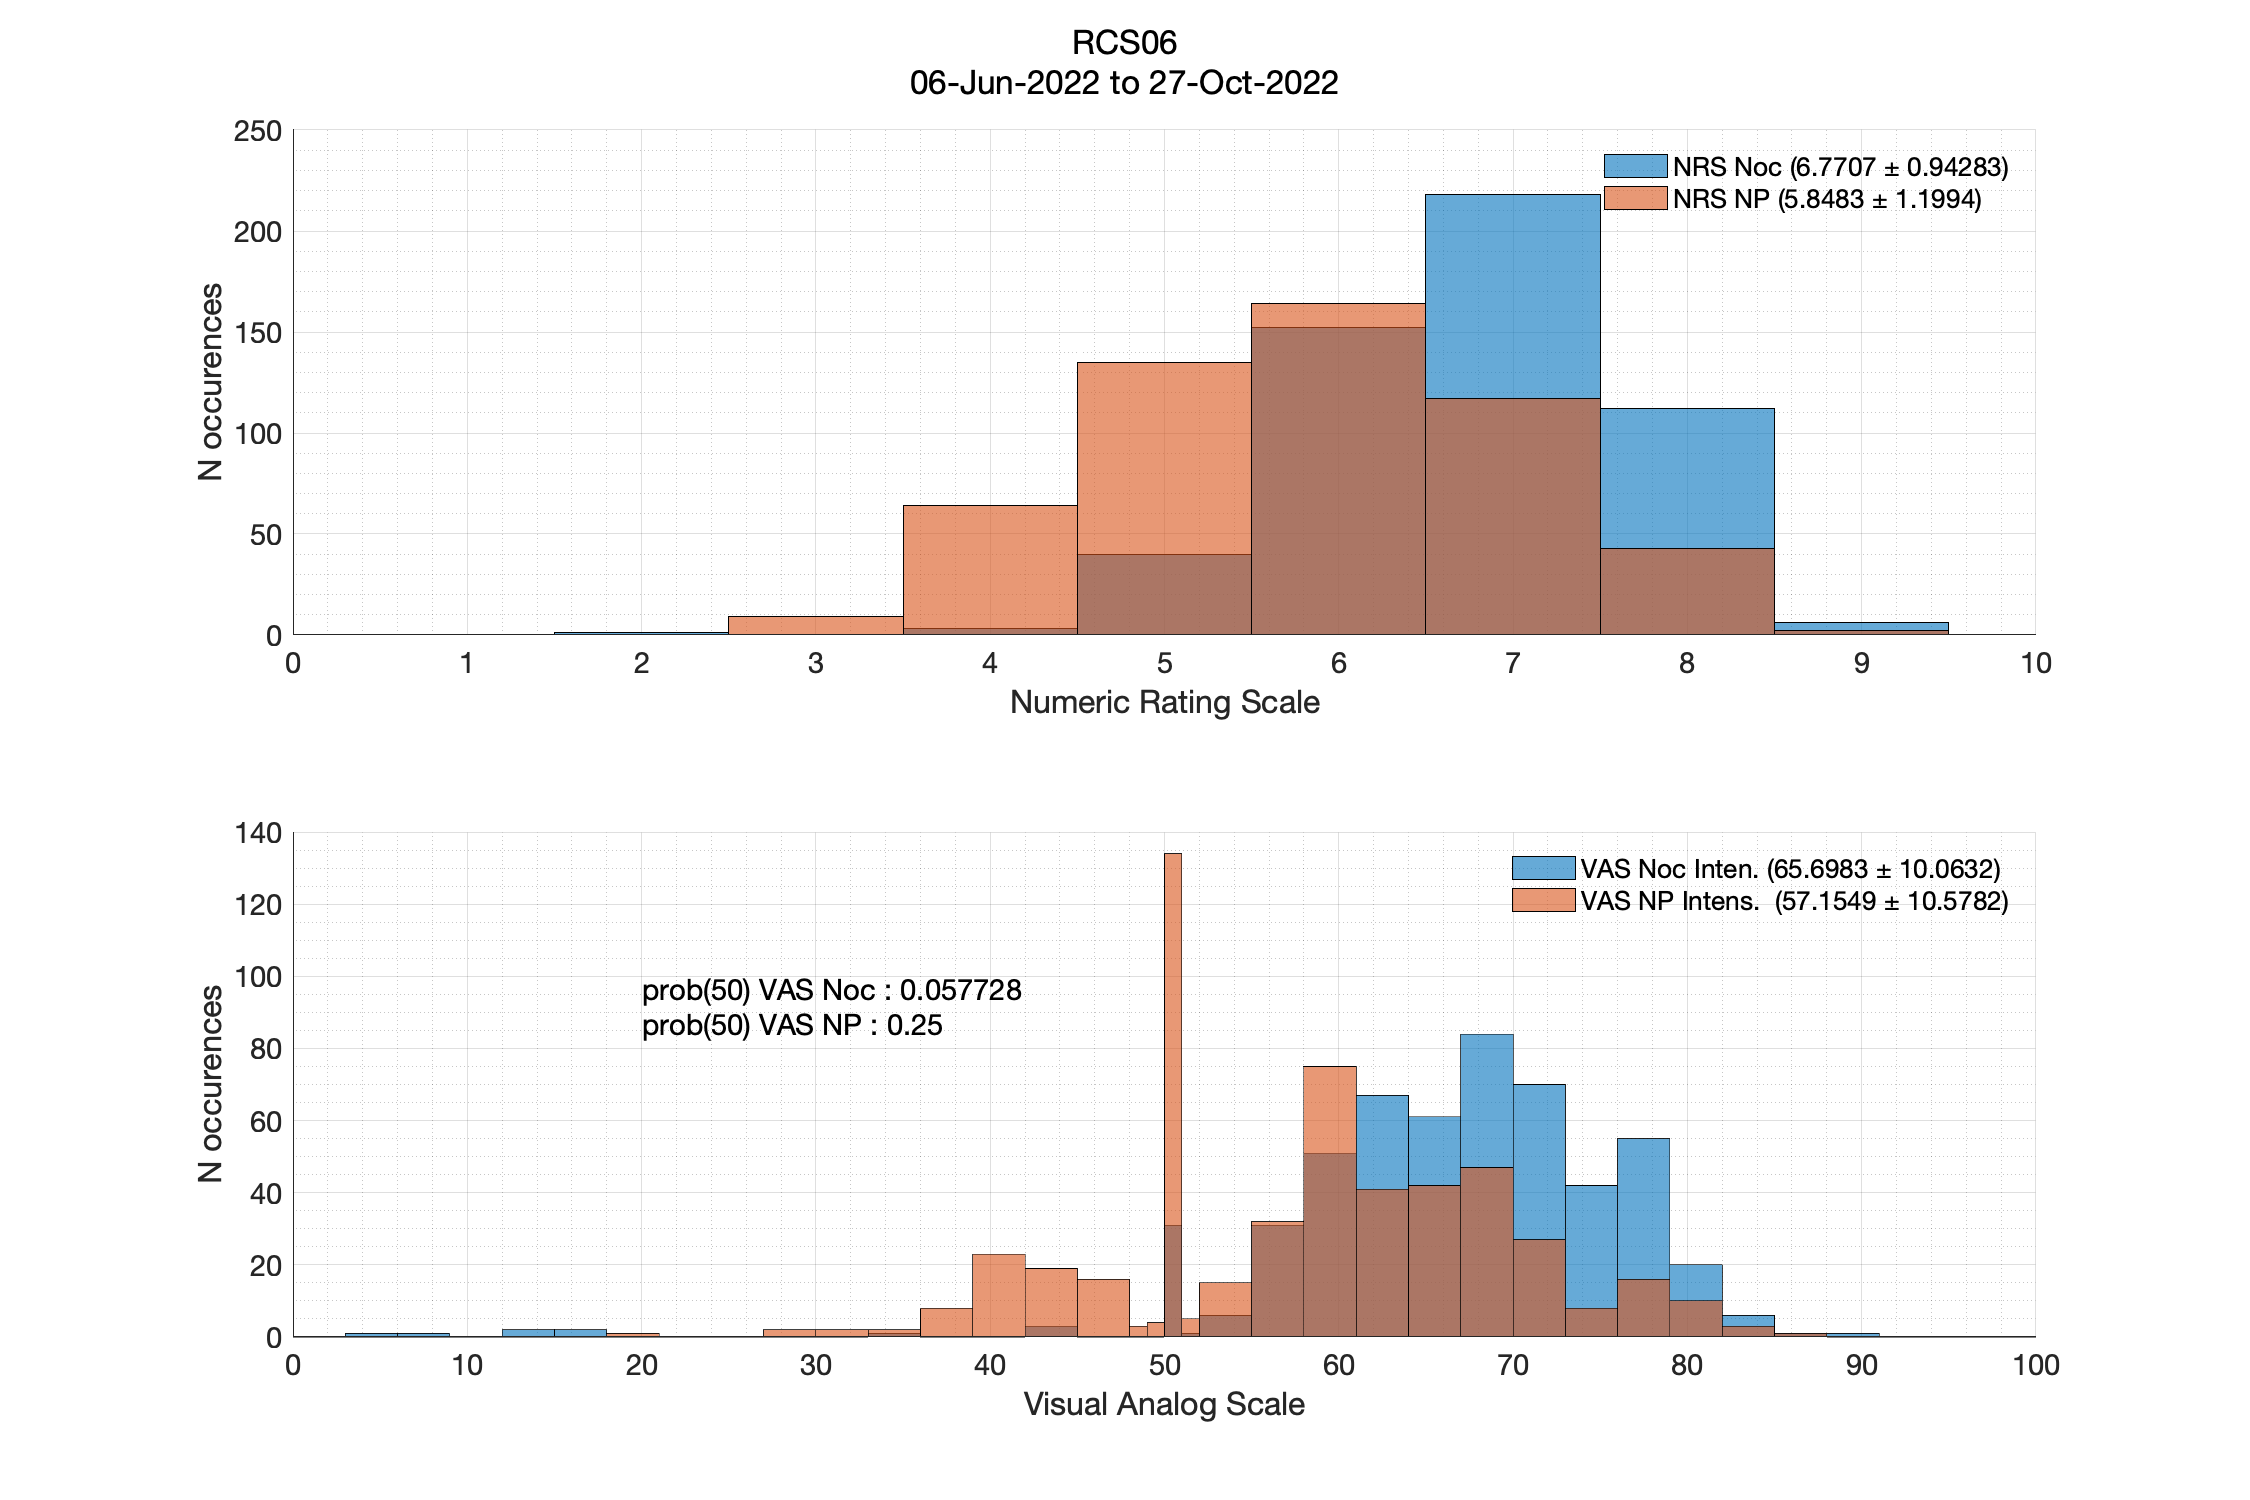 RCS06
06-Jun-2022 to 27-Oct-2022
250
200
150
100
50
0
N occurences
NRS Noc (6.7707 ± 0.94283)
NRS NP (5.8483 ± 1.1994)
0 1 2 3 4 5 6 7 8 9 10
Numeric Rating Scale
140
120
100
80
60
40
20
0
N occurences
VAS Noc Inten. (65.6983 ± 10.0632)
VAS NP Intens.  (57.1549 ± 10.5782)
prob(50) VAS Noc : 0.057728
prob(50) VAS NP : 0.25
0 10 20 30 40 50 60 70 80 90 100
Visual Analog Scale